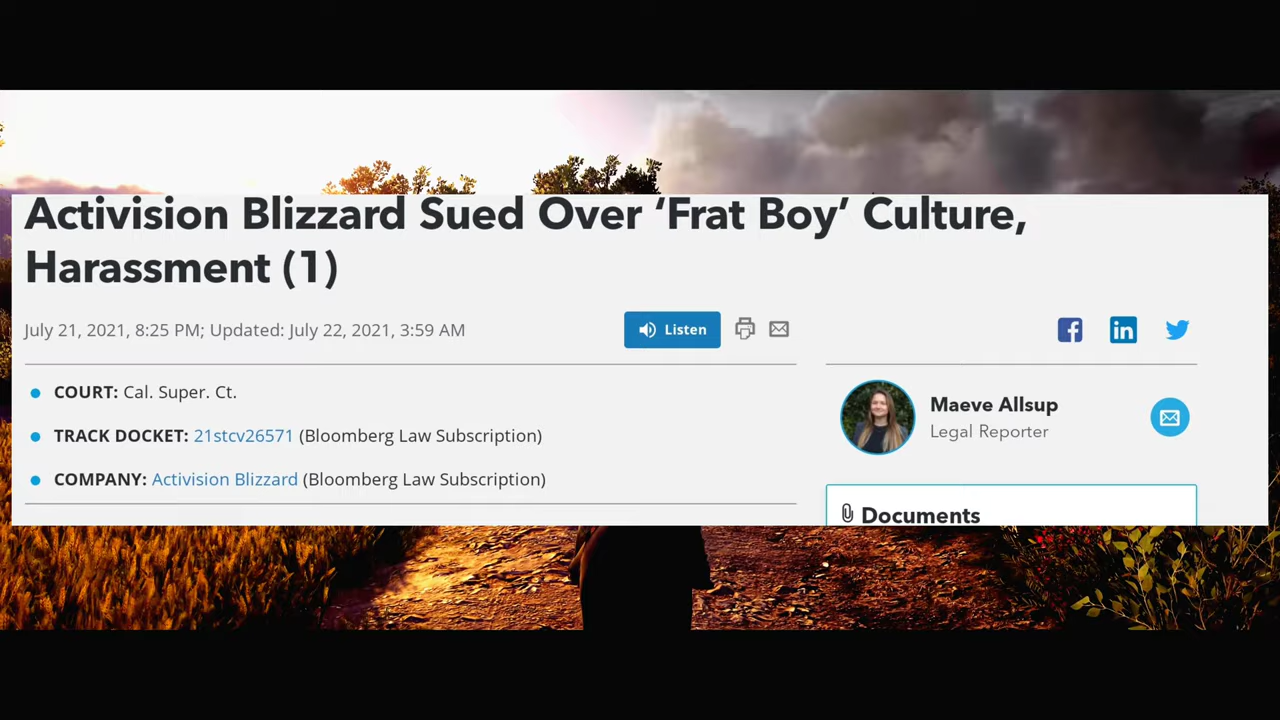 Activision Blizzard Sued Over ‘Frat Boy’ Culture,
Harassment (1)
July 21, 2021, 8:25 PM; Updated: July 22, 2021, 3:59 AM
Listen
COURT: Cal. Super. Ct.
TRACK DOCKET: 21stcv26571 (Bloomberg Law Subscription)
COMPANY: Activision Blizzard (Bloomberg Law Subscription)
Maeve Allsup
Legal Reporter
Documents